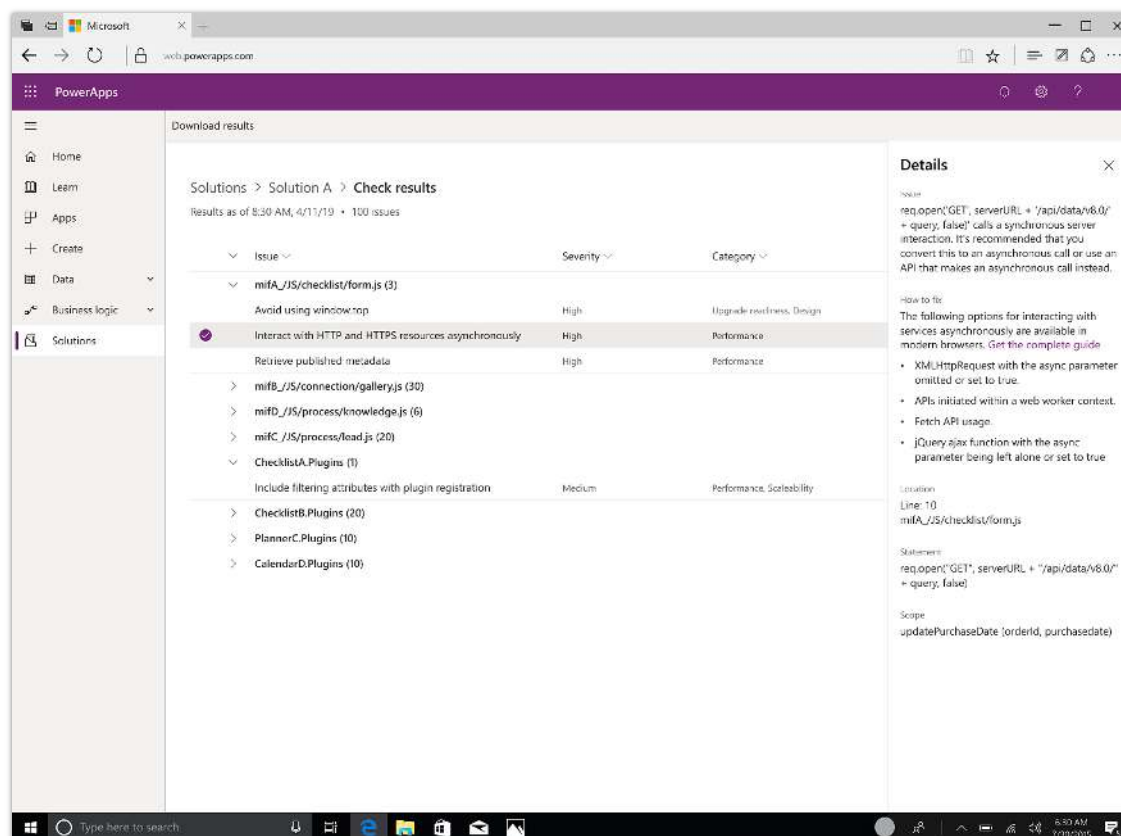 Microsoft
web.powerapps.com
PowerApps
Download results
Home
Learn
Apps
Create
Data
Business logic
Solutions
Solutions > Solution A > Check results
Results as of 8:30 AM, 4/11/19 • 100 issues
Issue Severity Category
mifA_/JS/checklist/form.js (3)
Avoid using window.top High Upgrade readiness, Design
Interact with HTTP and HTTPS resources asynchronously High Performance
Retrieve published metadata High Performance
mifB_/JS/connection/gallery.js (30)
mifD_/JS/process/knowledge.js (6)
mifC_/JS/process/lead.js (20)
ChecklistA.Plugins (1)
Include filtering attributes with plugin registration Medium Performance, Scaleability
ChecklistB.Plugins (20)
PlannerC.Plugins (10)
CalendarD.Plugins (10)
Details
Issue
req.open('GET', serverURL + '/api/data/v8.0/'
+ query, false)' calls a synchronous server
interaction. It's recommended that you
convert this to an asynchronous call or use an
API that makes an asynchronous call instead.
How to fix
The following options for interacting with
services asynchronously are available in
modern browsers. Get the complete guide
• XMLHttpRequest with the async parameter
omitted or set to true.
• APIs initiated within a web worker context.
• Fetch API usage.
• jQuery.ajax function with the async
parameter being left alone or set to true
Location
Line: 10
mifA_/JS/checklist/form.js
Statement
req.open("GET", serverURL + "/api/data/v8.0/"
+ query, false)
Scope
updatePurchaseDate (orderId, purchasedate)
Type here to search
6:30 AM